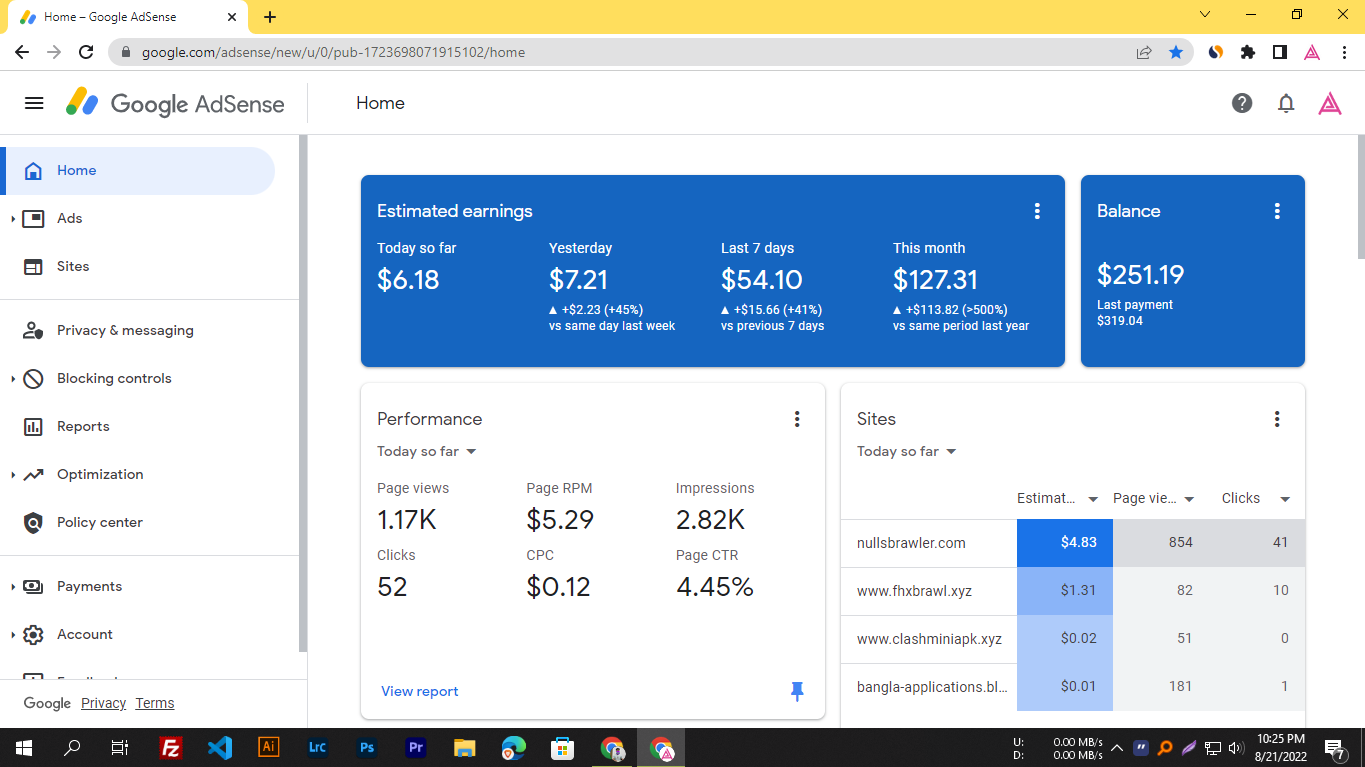 Home – Google AdSense
google.com/adsense/new/u/0/pub-1723698071915102/home
Google AdSense
Home
Home
Ads
Sites
Privacy & messaging
Blocking controls
Reports
Optimization
Policy center
Payments
Account
Google Privacy Terms
Estimated earnings
Today so far Yesterday Last 7 days This month
$6.18 $7.21 $54.10 $127.31
▲ +$2.23 (+45%) ▲ +$15.66 (+41%) ▲ +$113.82 (>500%)
vs same day last week vs previous 7 days vs same period last year
Balance
$251.19
Last payment
$319.04
Performance
Today so far
Page views Page RPM Impressions
1.17K $5.29 2.82K
Clicks CPC Page CTR
52 $0.12 4.45%
View report
Sites
Today so far
Estimat... Page vie... Clicks
nullsbrawler.com $4.83 854 41
www.fhxbrawl.xyz $1.31 82 10
www.clashminiapk.xyz $0.02 51 0
bangla-applications.bl... $0.01 181 1
Fz Ai Lrc Ps Pr
U: 0.00 MB/s
D: 0.00 MB/s
10:25 PM
8/21/2022
7